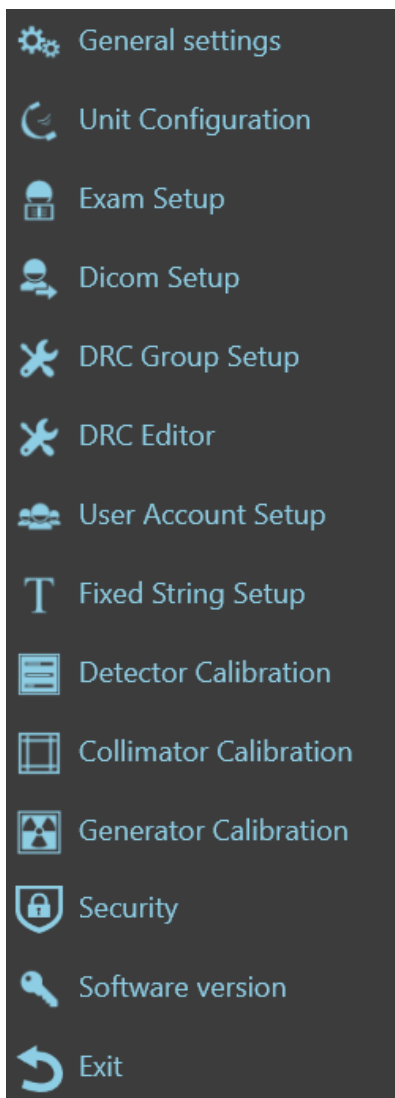 General settings
Unit Configuration
Exam Setup
Dicom Setup
DRC Group Setup
DRC Editor
User Account Setup
T Fixed String Setup
Detector Calibration
Collimator Calibration
Generator Calibration
Security
Software version
Exit